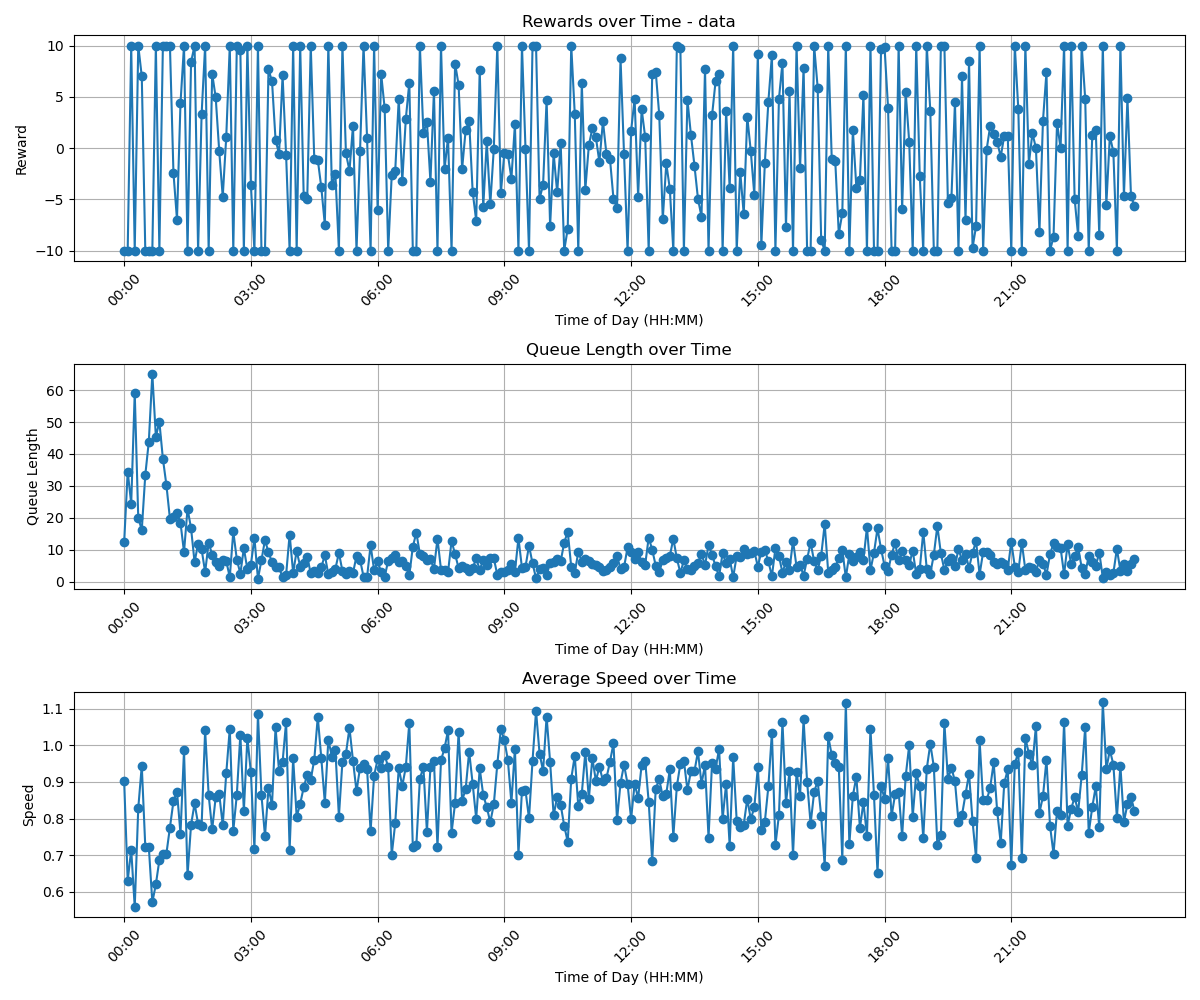 Rewards over Time - data
10
5
0
−5
−10
Reward
00:00 03:00 06:00 09:00 12:00 15:00 18:00 21:00
Time of Day (HH:MM)
Queue Length over Time
60
50
40
30
20
10
0
Queue Length
00:00 03:00 06:00 09:00 12:00 15:00 18:00 21:00
Time of Day (HH:MM)
Average Speed over Time
1.1
1.0
0.9
0.8
0.7
0.6
Speed
00:00 03:00 06:00 09:00 12:00 15:00 18:00 21:00
Time of Day (HH:MM)